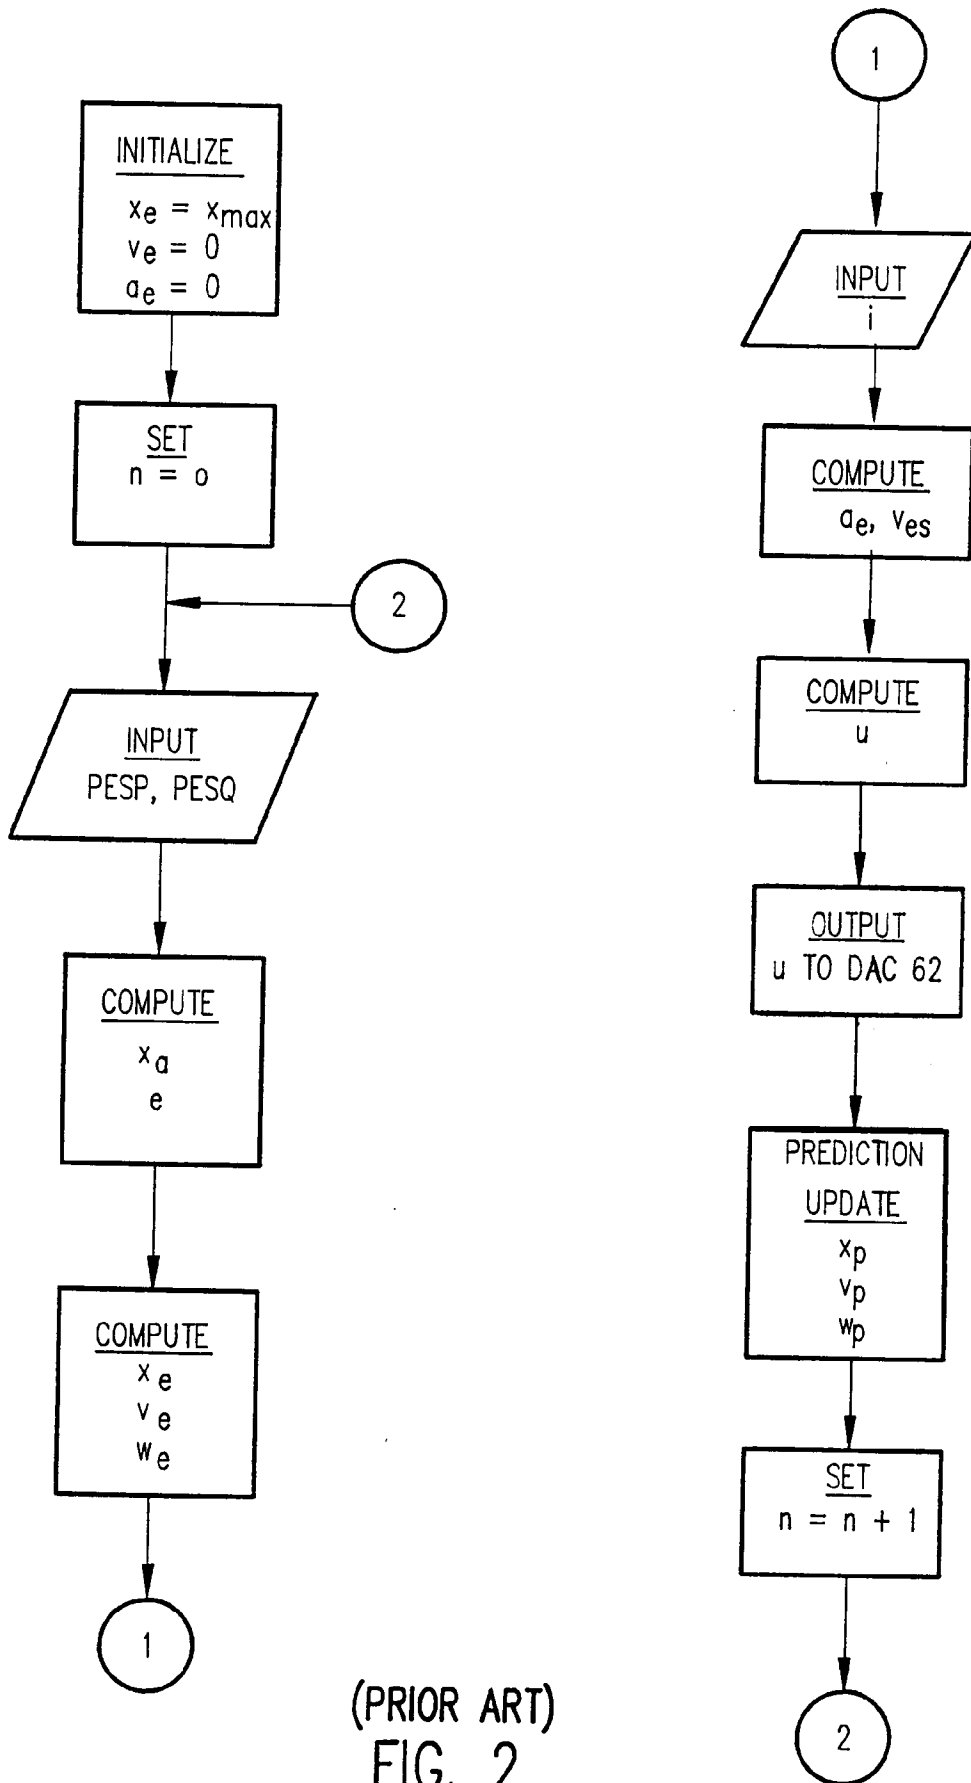 INITIALIZE
xe = xmax
ve = 0
ae = 0
SET
n = o
2
INPUT
PESP, PESQ
COMPUTE
xa
e
COMPUTE
xe
ve
we
1
1
INPUT
i
COMPUTE
ae, ves
COMPUTE
u
OUTPUT
u TO DAC 62
PREDICTION
UPDATE
xp
vp
wp
SET
n = n + 1
2
(PRIOR ART)
FIG. 2